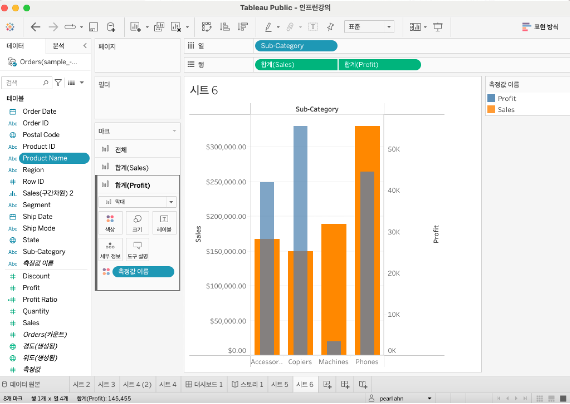 Tableau Public - 인프런강의
표준
표현 방식
데이터
분석
페이지
열
Sub-Category
행
합계(Sales)
합계(Profit)
Orders(sample_-...
검색
테이블
Order Date
Abc Order ID
Postal Code
Abc Product ID
Abc Product Name
Abc Region
Row ID
Sales(구간차원) 2
Abc Segment
Ship Date
Abc Ship Mode
State
Abc Sub-Category
Abc 측정값 이름
Discount
Profit
Profit Ratio
Quantity
Sales
Orders(카운트)
경도(생성됨)
위도(생성됨)
측정값
필터
마크
전체
합계(Sales)
합계(Profit)
막대
색상
크기
레이블
세부 정보
도구 설명
측정값 이름
시트 6
Sub-Category
$300,000.00
$250,000.00
$200,000.00
$150,000.00
$100,000.00
$50,000.00
$0.00
Sales
50K
40K
30K
20K
10K
0K
Profit
Accessor..
Copiers
Machines
Phones
측정값 이름
Profit
Sales
데이터 원본
시트 2
시트 3
시트 4 (2)
시트 4
대시보드 1
스토리 1
시트 5
시트 6
8개 마크
행 1개 x 열 4개
합계(Profit): 145,455
pearlahn